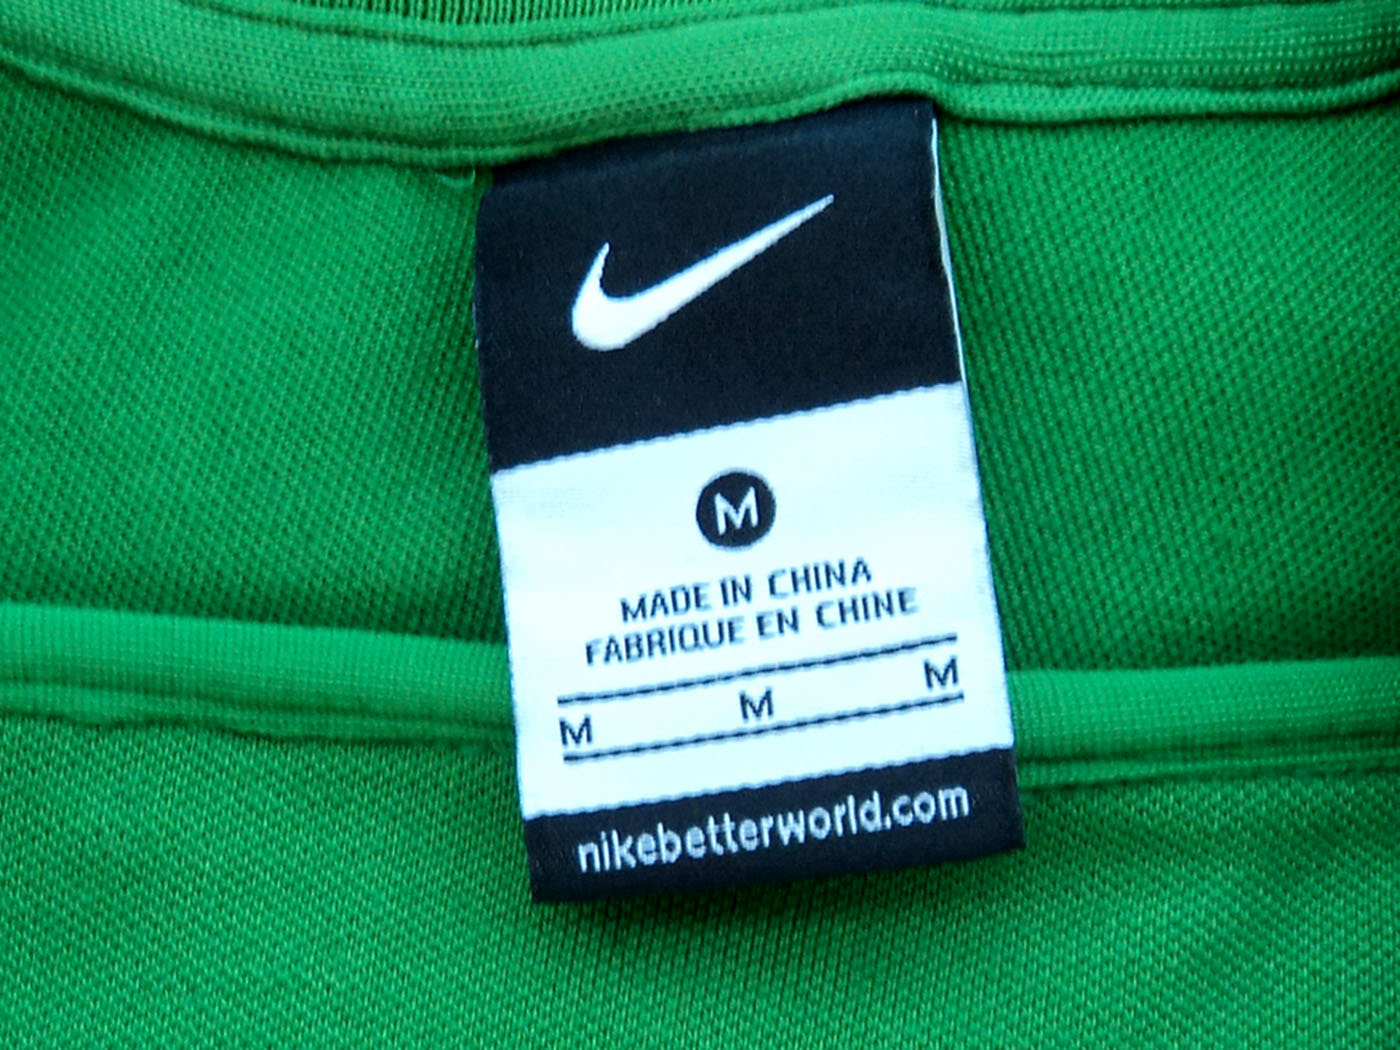 M
MADE IN CHINA
FABRIQUE EN CHINE
M M M
nikebetterworld.com